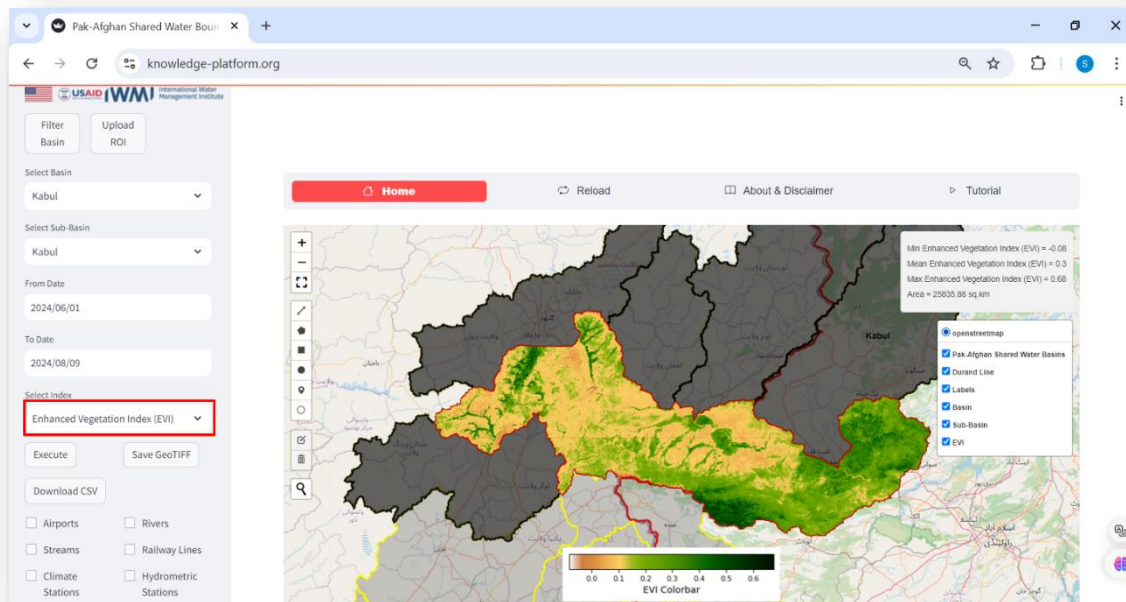 Pak-Afghan Shared Water Boun
knowledge-platform.org
S
USAID
IWMI
International Water
Management Institute
Filter
Basin
Upload
ROI
Select Basin
Kabul
Select Sub-Basin
Kabul
From Date
2024/06/01
To Date
2024/08/09
Select Index
Enhanced Vegetation Index (EVI)
Execute
Save GeoTIFF
Download CSV
Airports
Rivers
Streams
Railway Lines
Climate
Stations
Hydrometric
Stations
Home
Reload
About & Disclaimer
Tutorial
Min Enhanced Vegetation Index (EVI) = -0.08
Mean Enhanced Vegetation Index (EVI) = 0.3
Max Enhanced Vegetation Index (EVI) = 0.68
Area = 25835.88 sq.km
openstreetmap
Pak-Afghan Shared Water Basins
Durand Line
Labels
Basin
Sub-Basin
EVI
Kabul
بامیان
اسلام آباد
راولپنڈی
0.0 0.1 0.2 0.3 0.4 0.5 0.6
EVI Colorbar